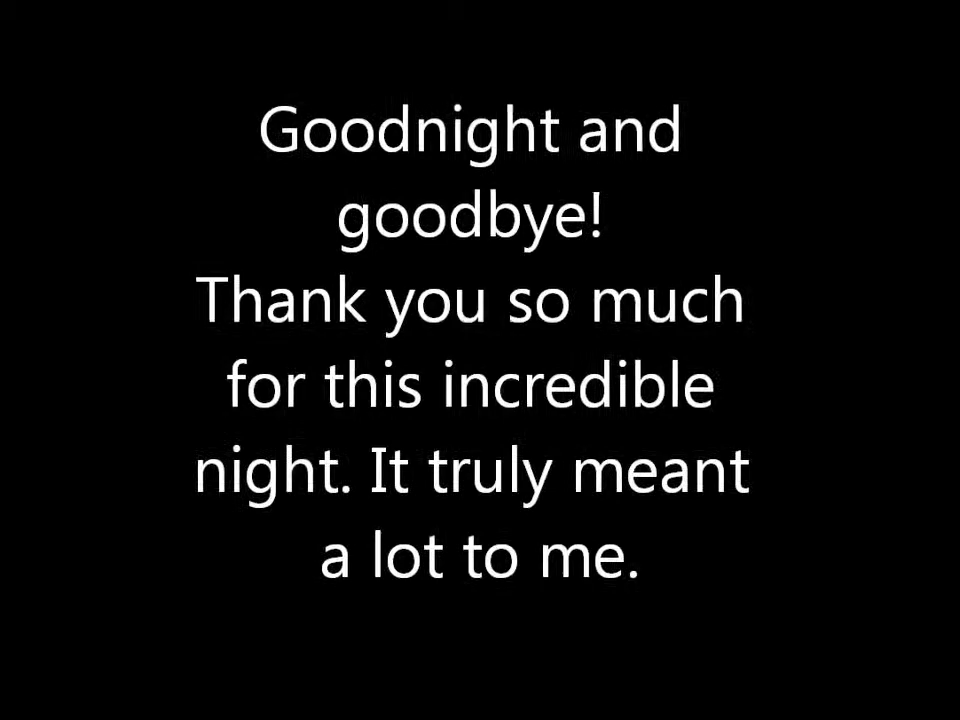 Goodnight and
goodbye!
Thank you so much
for this incredible
night. It truly meant
a lot to me.